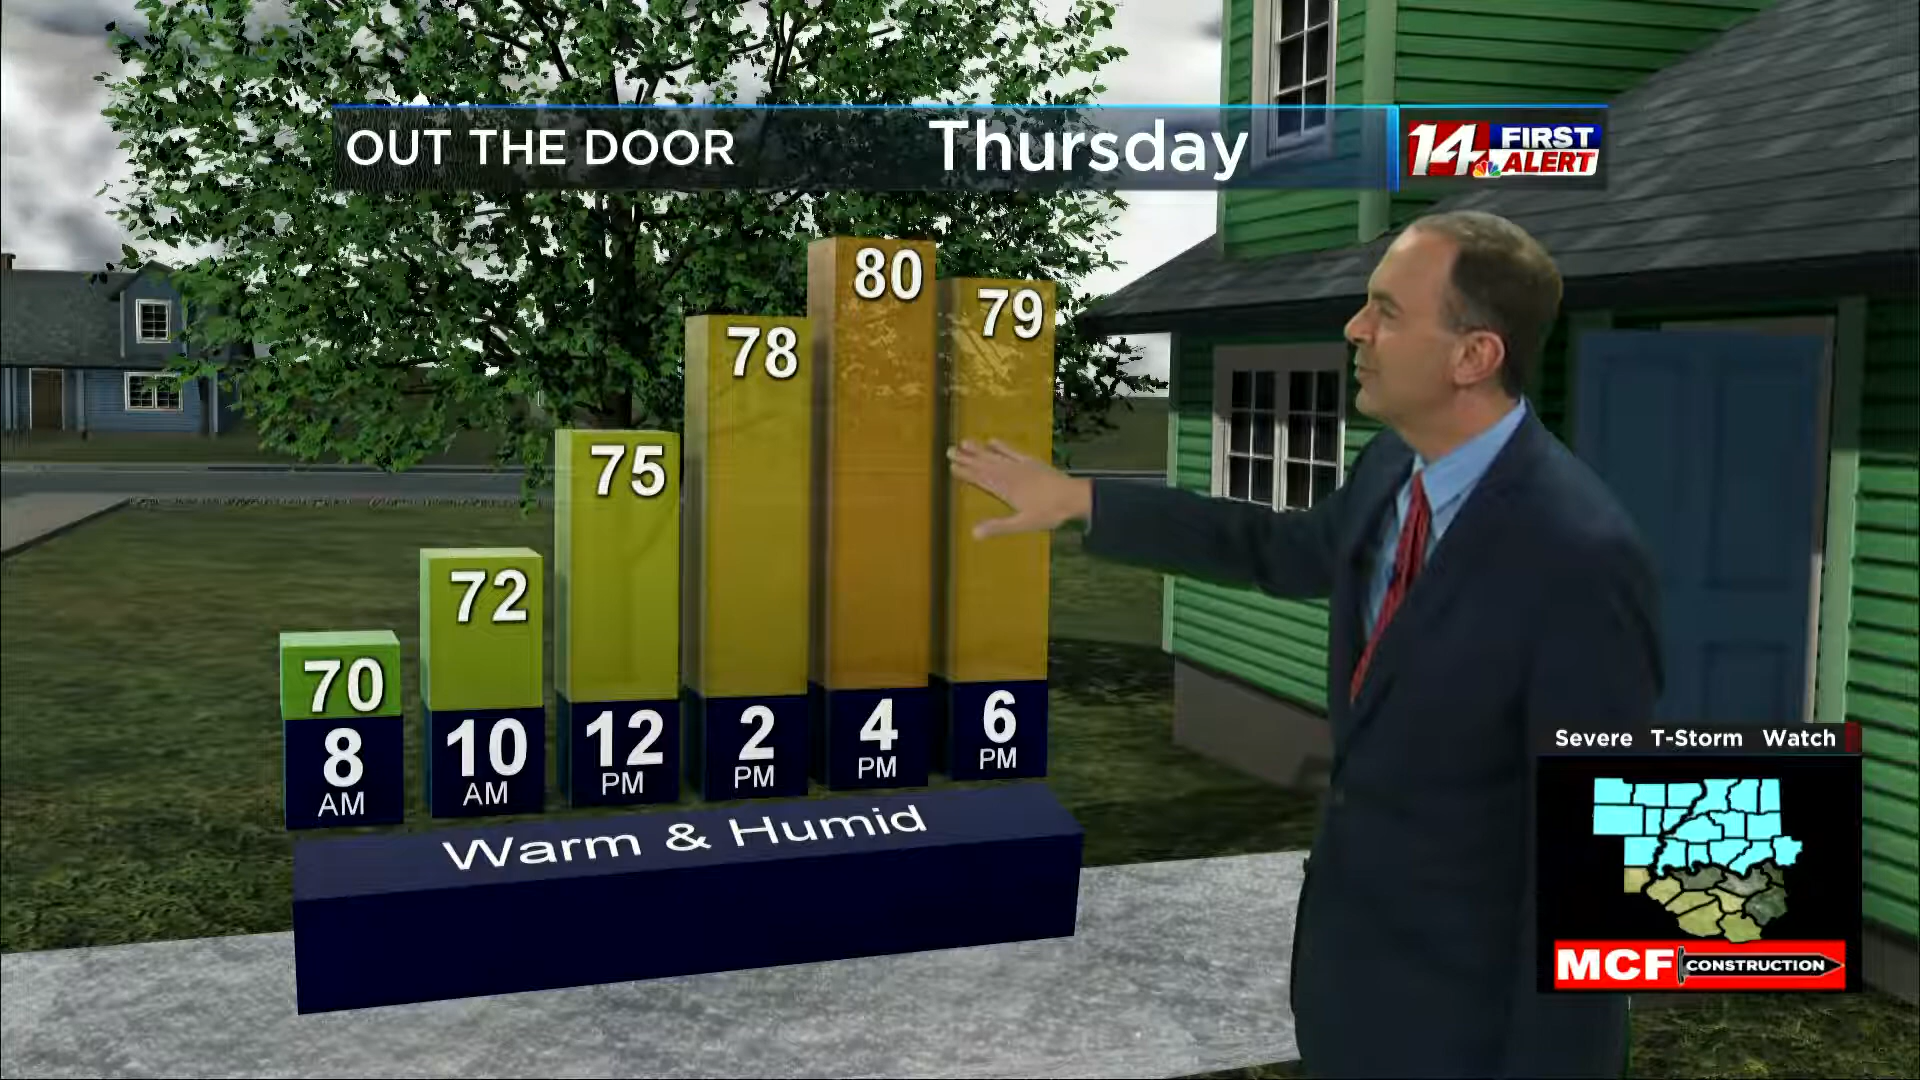 OUT THE DOOR
Thursday
14 FIRST
ALERT
70
72
75
78
80
79
8
AM
10
AM
12
PM
2
PM
4
PM
6
PM
Warm & Humid
Severe T-Storm Watch
MCF CONSTRUCTION